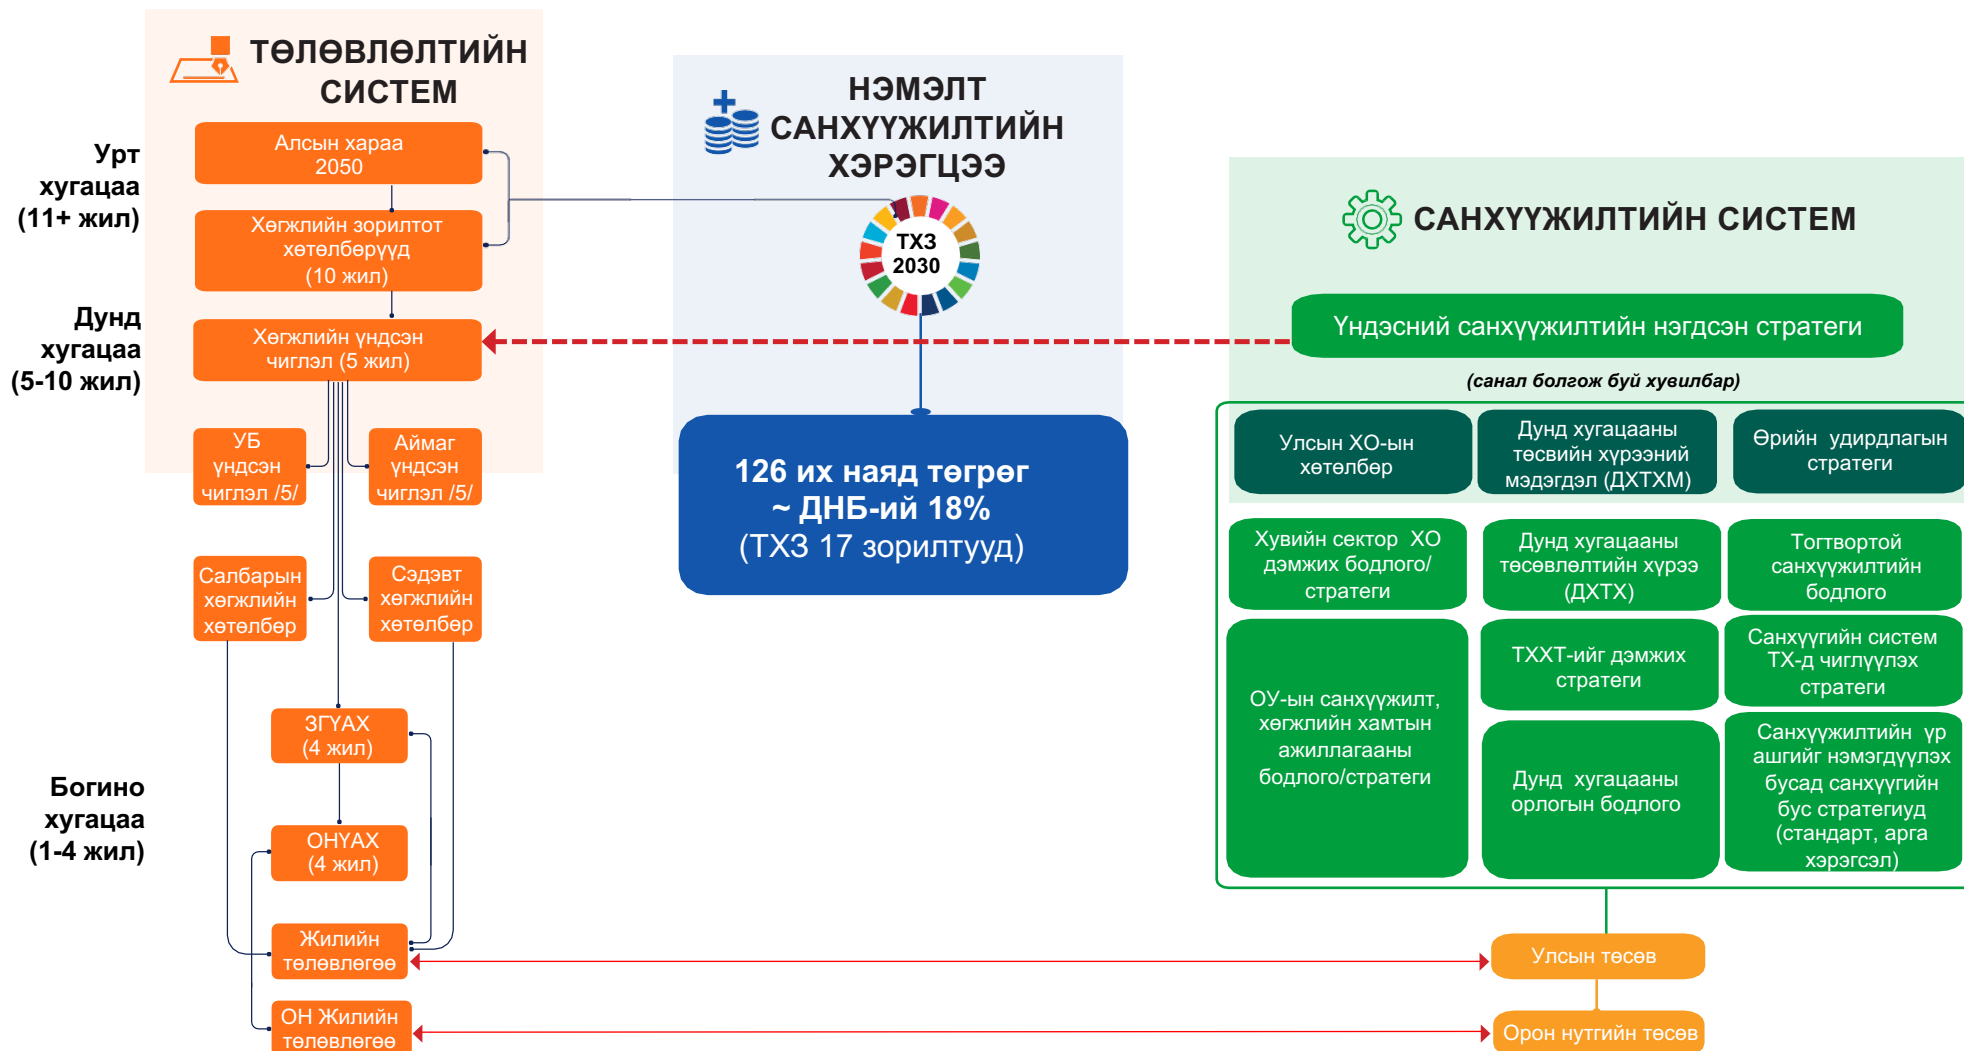 ТӨЛӨВЛӨЛТИЙН
СИСТЕМ
Урт
хугацаа
(11+ жил)
Дунд
хугацаа
(5-10 жил)
Богино
хугацаа
(1-4 жил)
Алсын хараа
2050
Хөгжлийн зорилтот
хөтөлбөрүүд
(10 жил)
Хөгжлийн үндсэн
чиглэл (5 жил)
УБ
үндсэн
чиглэл /5/
Аймаг
үндсэн
чиглэл /5/
Салбарын
хөгжлийн
хөтөлбөр
Сэдэвт
хөгжлийн
хөтөлбөр
ЗГҮАХ
(4 жил)
ОНҮАХ
(4 жил)
Жилийн
төлөвлөгөө
ОН Жилийн
төлөвлөгөө
НЭМЭЛТ
САНХҮҮЖИЛТИЙН
ХЭРЭГЦЭЭ
ТХЗ
2030
126 их наяд төгрөг
~ ДНБ-ий 18%
(ТХЗ 17 зорилтууд)
САНХҮҮЖИЛТИЙН СИСТЕМ
Үндэсний санхүүжилтийн нэгдсэн стратеги
(санал болгож буй хувилбар)
Улсын ХО-ын
хөтөлбөр
Дунд хугацааны
төсвийн хүрээний
мэдэгдэл (ДХТХМ)
Өрийн удирдлагын
стратеги
Хувийн сектор ХО
дэмжих бодлого/
стратеги
Дунд хугацааны
төсөвлөлтийн хүрээ
(ДХТХ)
Тогтвортой
санхүүжилтийн
бодлого
ОУ-ын санхүүжилт,
хөгжлийн хамтын
ажиллагааны
бодлого/стратеги
ТХХТ-ийг дэмжих
стратеги
Санхүүгийн систем
ТХ-д чиглүүлэх
стратеги
Дунд хугацааны
орлогын бодлого
Санхүүжилтийн үр
ашгийг нэмэгдүүлэх
бусад санхүүгийн
бус стратегиуд
(стандарт, арга
хэрэгсэл)
Улсын төсөв
Орон нутгийн төсөв